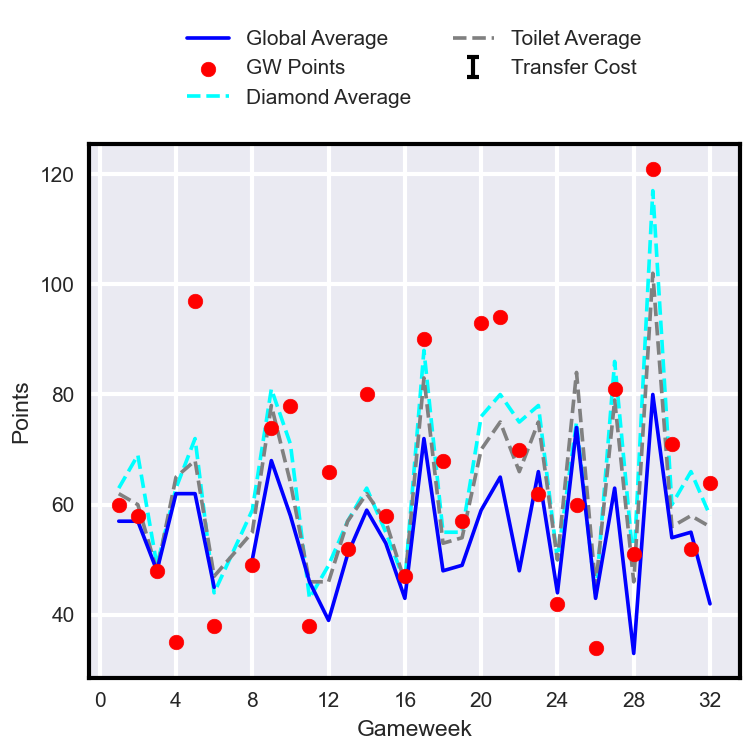 Global Average
GW Points
Diamond Average
Toilet Average
Transfer Cost
120
100
80
60
40
Points
0 4 8 12 16 20 24 28 32
Gameweek